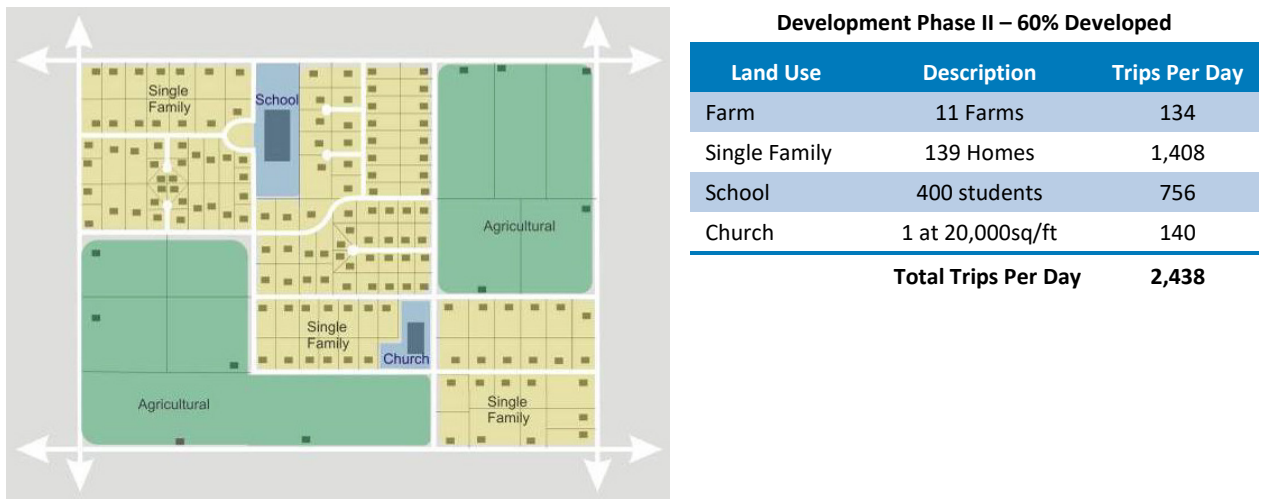 Single
Family
School
Agricultural
Single
Family
Church
Agricultural
Single
Family
Development Phase II – 60% Developed
Land Use Description Trips Per Day
Farm 11 Farms 134
Single Family 139 Homes 1,408
School 400 students 756
Church 1 at 20,000sq/ft 140
Total Trips Per Day 2,438